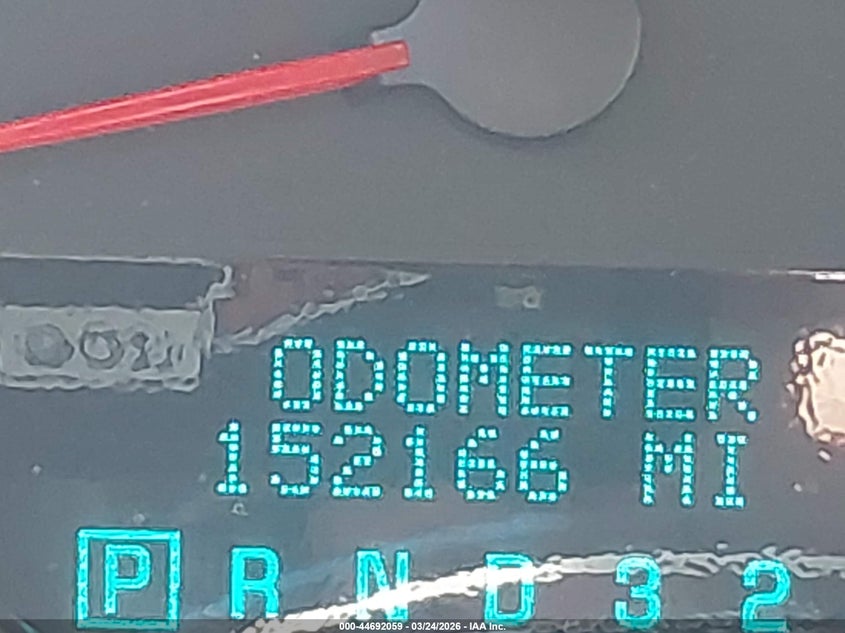 ODOMETER
152166 MI
P R N D 3 2
000-44692059 - 03/24/2026 - IAA Inc.